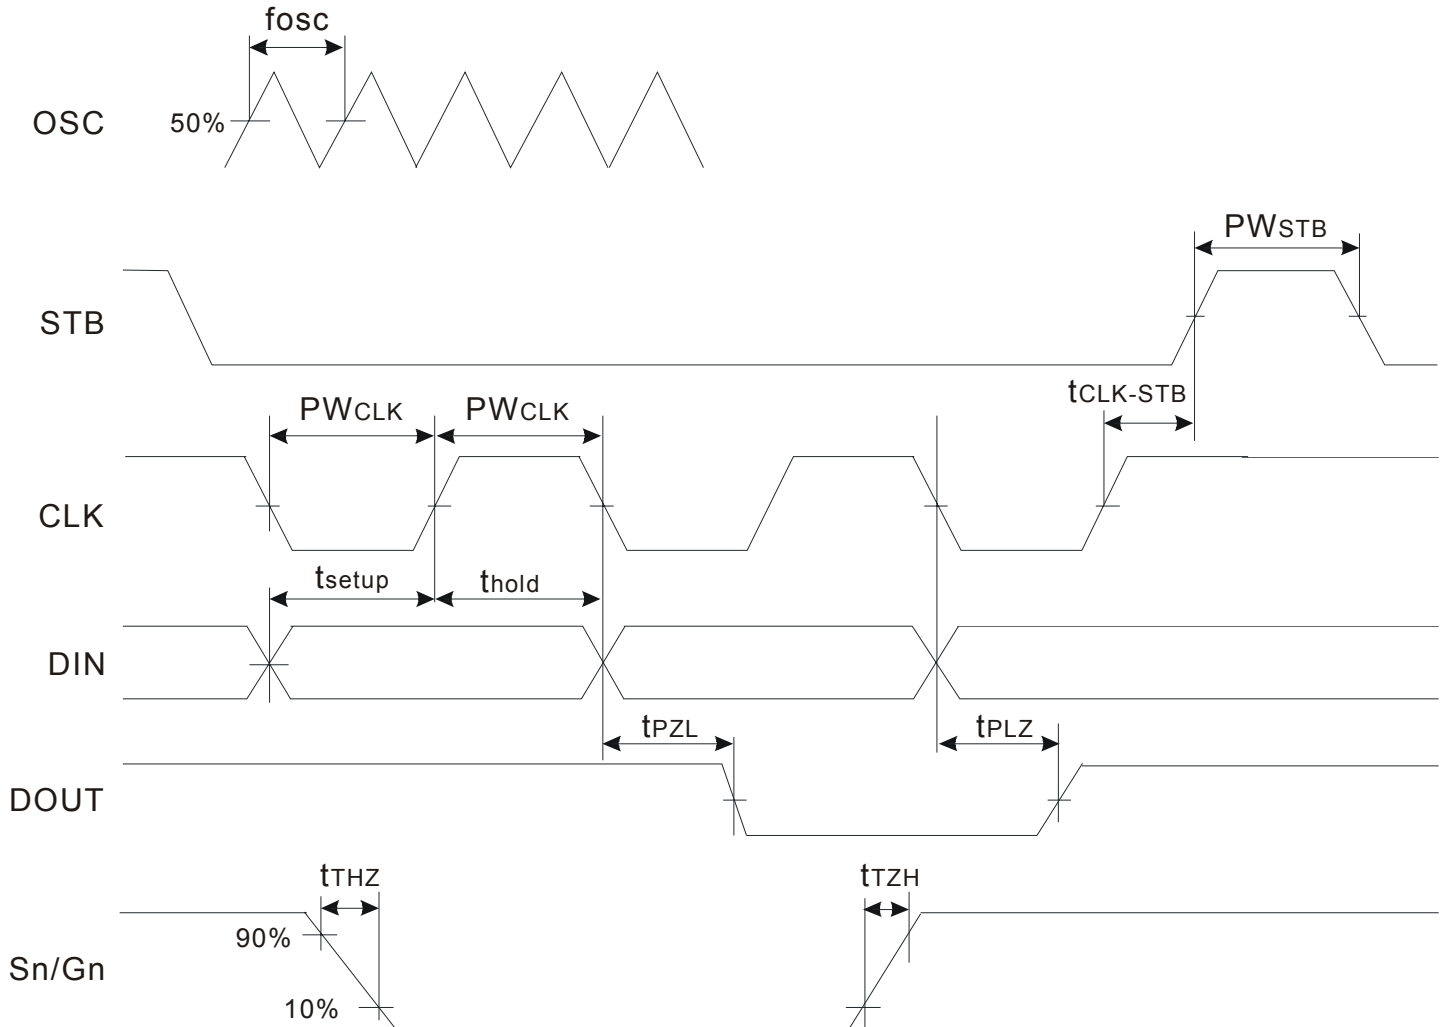 fosc
OSC
50%
PWSTB
STB
tCLK-STB
PWCLK
PWCLK
CLK
tsetup
thold
DIN
tPZL
tPLZ
DOUT
tTHZ
tTZH
90%
Sn/Gn
10%